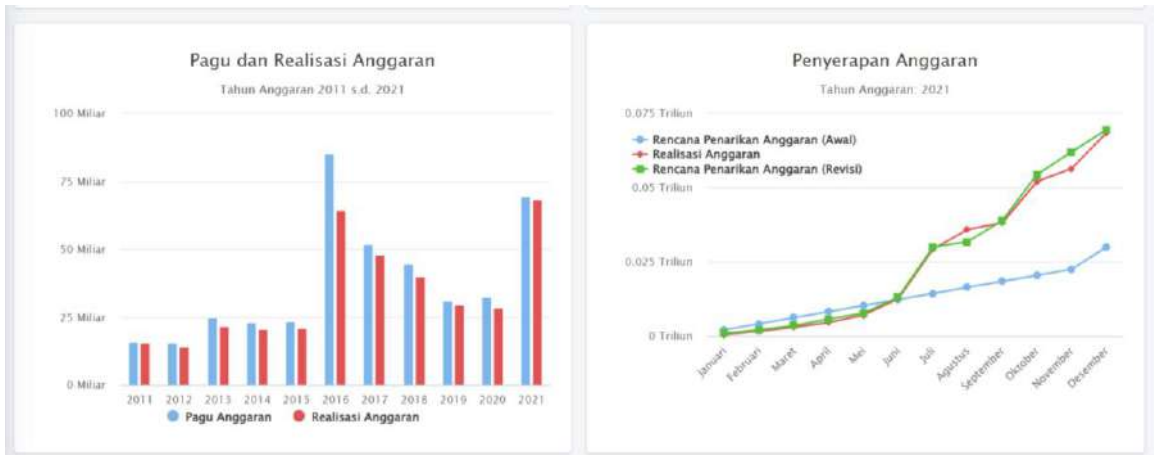 Pagu dan Realisasi Anggaran
Tahun Anggaran 2011 s.d. 2021
100 Miliar
75 Miliar
50 Miliar
25 Miliar
0 Miliar
2011 2012 2013 2014 2015 2016 2017 2018 2019 2020 2021
Pagu Anggaran Realisasi Anggaran
Penyerapan Anggaran
Tahun Anggaran: 2021
0.075 Triliun
Rencana Penarikan Anggaran (Awal)
Realisasi Anggaran
Rencana Penarikan Anggaran (Revisi)
0.05 Triliun
0.025 Triliun
0 Triliun
Januari Februari Maret April Mei Juni Juli Agustus September Oktober November Desember